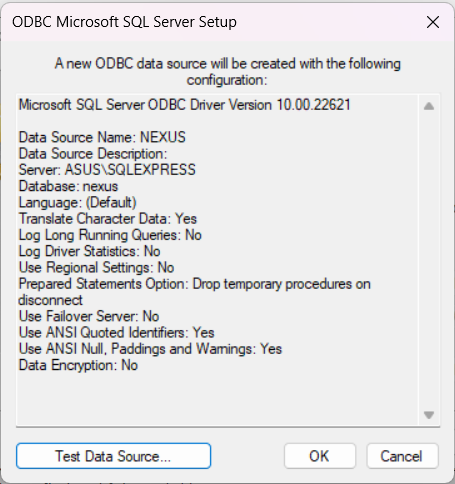 ODBC Microsoft SQL Server Setup
A new ODBC data source will be created with the following
configuration:
Microsoft SQL Server ODBC Driver Version 10.00.22621
Data Source Name: NEXUS
Data Source Description:
Server: ASUS\SQLEXPRESS
Database: nexus
Language: (Default)
Translate Character Data: Yes
Log Long Running Queries: No
Log Driver Statistics: No
Use Regional Settings: No
Prepared Statements Option: Drop temporary procedures on
disconnect
Use Failover Server: No
Use ANSI Quoted Identifiers: Yes
Use ANSI Null, Paddings and Warnings: Yes
Data Encryption: No
Test Data Source... OK Cancel